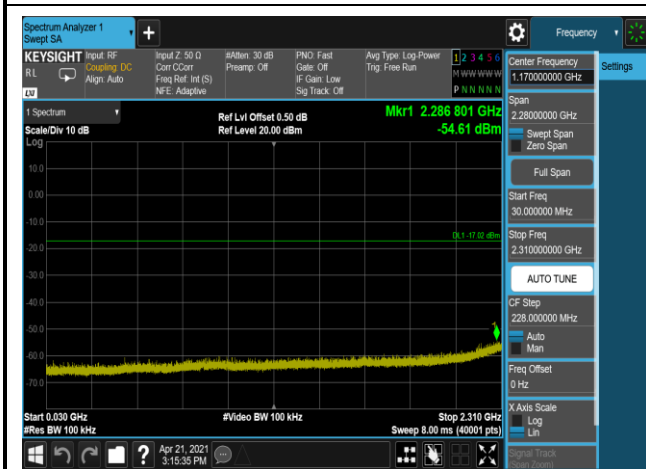 Spectrum Analyzer 1
Swept SA
+
Frequency
KEYSIGHT
RL
LXI
Input: RF
Coupling: DC
Align: Auto
Input Z: 50 Ω
Corr CCorr
Freq Ref: Int (S)
NFE: Adaptive
#Atten: 30 dB
Preamp: Off
PNO: Fast
Gate: Off
IF Gain: Low
Sig Track: Off
Avg Type: Log-Power
Trig: Free Run
1 2 3 4 5 6
M W W W W W
P N N N N N
Center Frequency
1.170000000 GHz
Settings
Span
2.28000000 GHz
Swept Span
Zero Span
Full Span
Start Freq
30.000000 MHz
Stop Freq
2.310000000 GHz
AUTO TUNE
CF Step
228.000000 MHz
Auto
Man
Freq Offset
0 Hz
X Axis Scale
Log
Lin
Signal Track
(Span Zoom)
1 Spectrum
Scale/Div 10 dB
Log
Ref Lvl Offset 0.50 dB
Ref Level 20.00 dBm
Mkr1 2.286 801 GHz
-54.61 dBm
10.0
0.00
-10.0
-20.0
-30.0
-40.0
-50.0
-60.0
-70.0
DL1 -17.02 dBm
1
Start 0.030 GHz
#Res BW 100 kHz
#Video BW 100 kHz
Stop 2.310 GHz
Sweep 8.00 ms (40001 pts)
?
Apr 21, 2021
3:15:35 PM